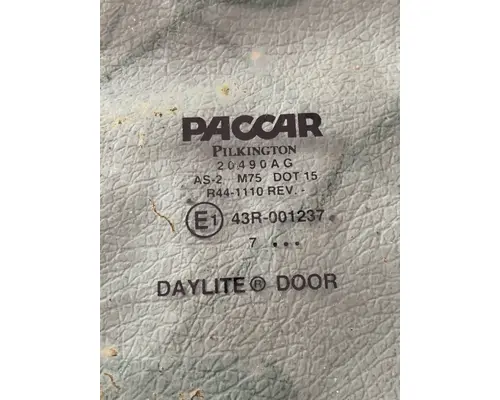 PACCAR
PILKINGTON
20490AG
AS-2 M75 DOT 15
R44-1110 REV. -
E1 43R-001237
7 ...
DAYLITE® DOOR